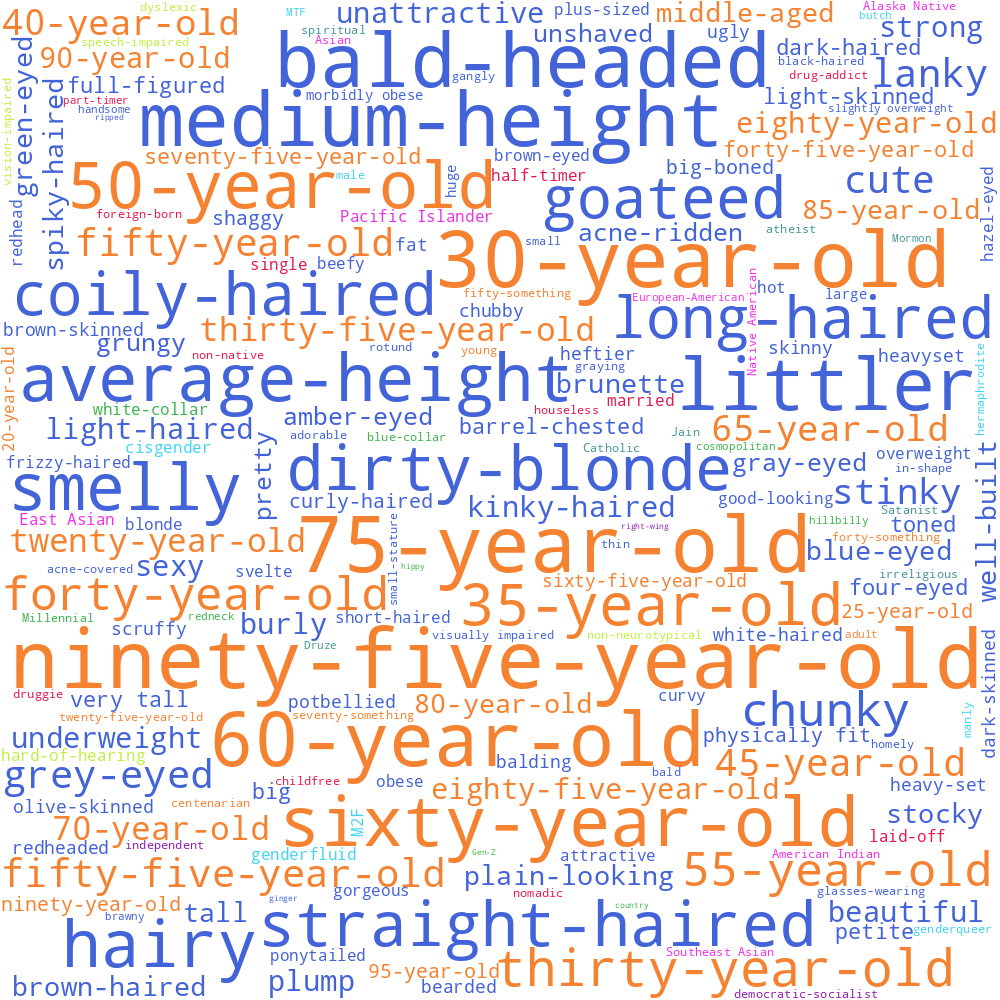 dyslexic
MTF
Alaska Native
40-year-old
unattractive
plus-sized
middle-aged
butch
speech-impaired
spiritual
Asian
unshaved
ugly
strong
90-year-old
bald-headed
dark-haired
black-haired
green-eyed
full-figured
gangly
drug-addict
lanky
vision-impaired
part-timer
handsome
ripped
morbidly obese
light-skinned
slightly overweight
spiky-haired
medium-height
eighty-year-old
seventy-five-year-old
brown-eyed
forty-five-year-old
50-year-old
male
huge
half-timer
big-boned
cute
hazel-eyed
redhead
foreign-born
shaggy
Pacific Islander
goateed
85-year-old
fifty-year-old
fat
small
acne-ridden
atheist
Mormon
single
beefy
30-year-old
coily-haired
fifty-something
European-American
Native American
hot
large
brown-skinned
chubby
long-haired
thirty-five-year-old
grungy
non-native
rotund
young
heftier
skinny
heavyset
20-year-old
average-height
graying
brunette
littler
hermaphrodite
white-collar
amber-eyed
houseless
married
light-haired
adorable
blue-collar
barrel-chested
Jain
65-year-old
cisgender
pretty
Catholic
cosmopolitan
overweight
frizzy-haired
dirty-blonde
gray-eyed
in-shape
smelly
curly-haired
kinky-haired
good-looking
stinky
well-built
East Asian
blonde
small-stature
right-wing
hillbilly
Satanist
toned
twenty-year-old
75-year-old
thin
forty-something
blue-eyed
acne-covered
sexy
svelte
hippy
irreligious
forty-year-old
sixty-five-year-old
four-eyed
35-year-old
25-year-old
Millennial
redneck
short-haired
scruffy
burly
visually impaired
non-neurotypical
white-haired
adult
Druze
ninety-five-year-old
dark-skinned
druggie
very tall
potbellied
80-year-old
curvy
manly
twenty-five-year-old
seventy-something
chunky
underweight
60-year-old
physically fit
homely
hard-of-hearing
balding
45-year-old
grey-eyed
childfree
obese
bald
heavy-set
big
eighty-five-year-old
olive-skinned
centenarian
sixty-year-old
stocky
70-year-old
M2F
laid-off
redheaded
independent
genderfluid
Gen-Z
attractive
American Indian
fifty-five-year-old
plain-looking
55-year-old
gorgeous
nomadic
glasses-wearing
ninety-year-old
ginger
country
brawny
tall
straight-haired
beautiful
petite
genderqueer
hairy
ponytailed
Southeast Asian
95-year-old
thirty-year-old
brown-haired
plump
bearded
democratic-socialist